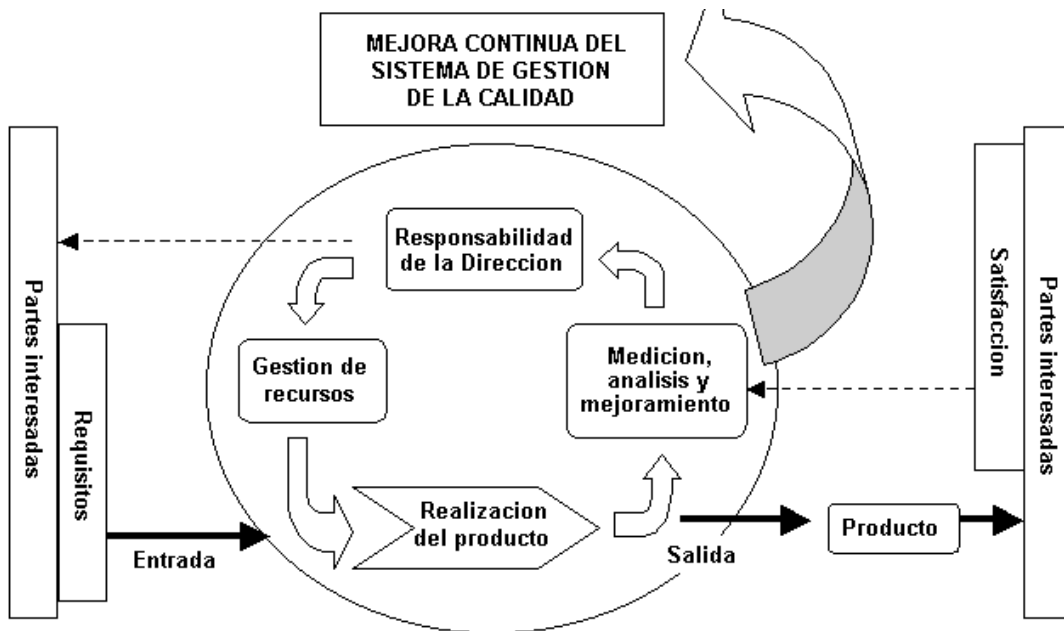 MEJORA CONTINUA DEL
SISTEMA DE GESTION
DE LA CALIDAD
Partes interesadas
Requisitos
Responsabilidad
de la Direccion
Gestion de
recursos
Medicion,
analisis y
mejoramiento
Realizacion
del producto
Entrada
Salida
Producto
Satisfaccion
Partes interesadas